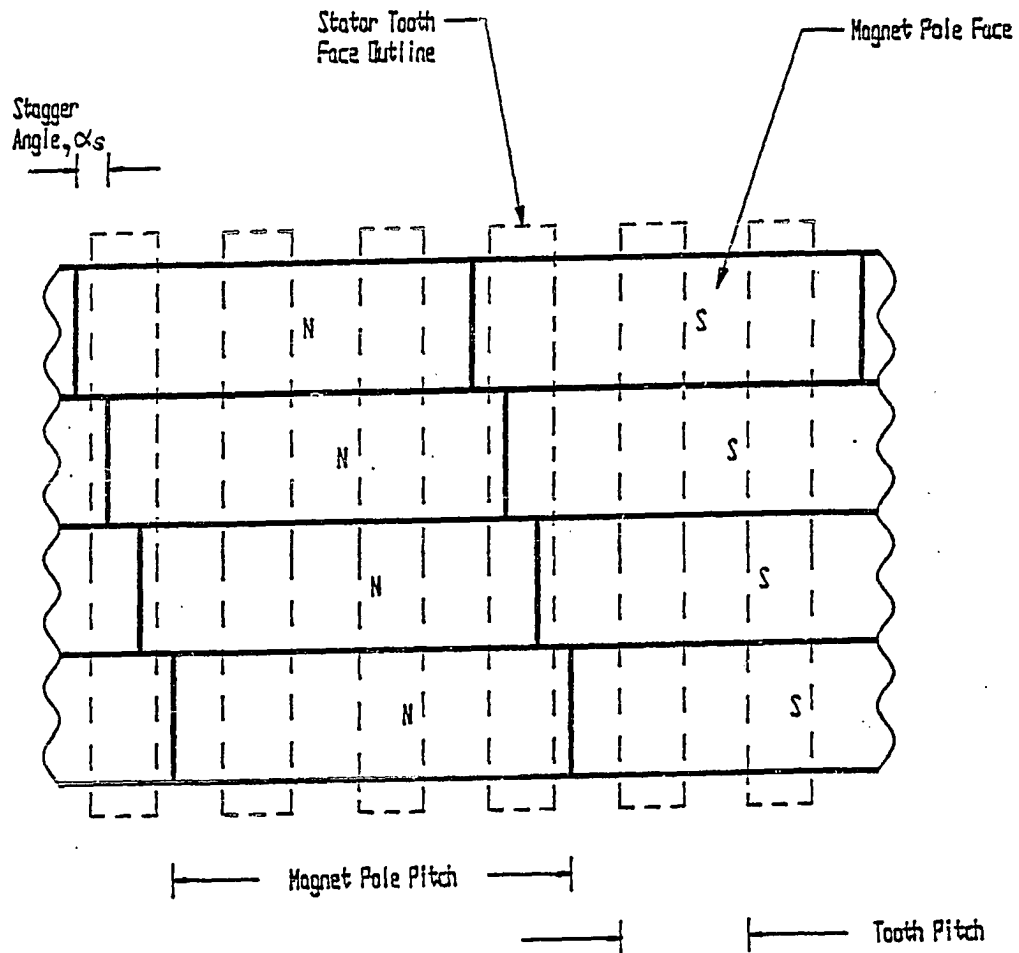 Stator Tooth
Face Outline
Magnet Pole Face
Stagger
Angle, αs
N
S
N
S
N
S
N
S
Magnet Pole Pitch
Tooth Pitch